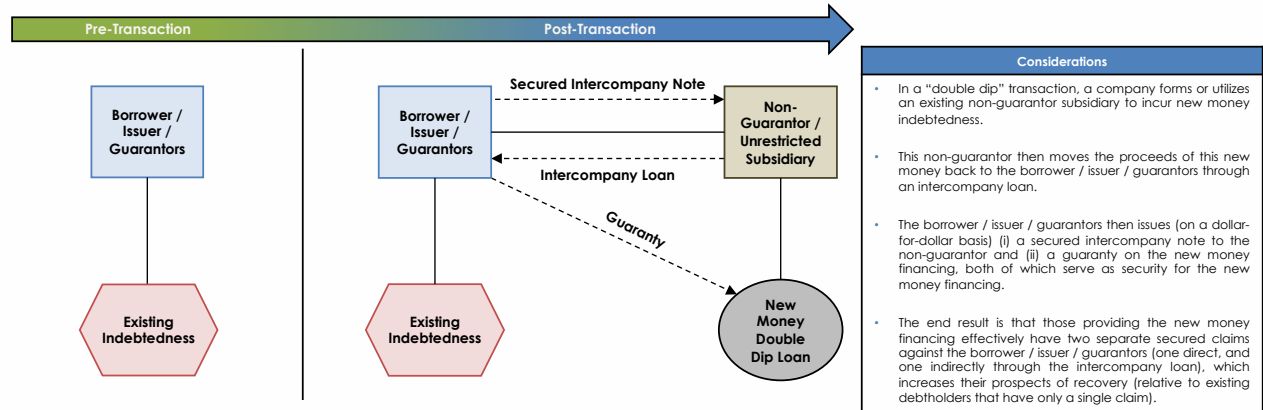 Pre-Transaction
Post-Transaction
Borrower /
Issuer /
Guarantors
Existing
Indebtedness
Secured Intercompany Note
Borrower /
Issuer /
Guarantors
Non-
Guarantor /
Unrestricted
Subsidiary
Intercompany Loan
Guaranty
Existing
Indebtedness
New
Money
Double
Dip Loan
Considerations
• In a “double dip” transaction, a company forms or utilizes
an existing non-guarantor subsidiary to incur new money
indebtedness.
• This non-guarantor then moves the proceeds of this new
money back to the borrower / issuer / guarantors through
an intercompany loan.
• The borrower / issuer / guarantors then issues (on a dollar-
for-dollar basis) (i) a secured intercompany note to the
non-guarantor and (ii) a guaranty on the new money
financing, both of which serve as security for the new
money financing.
• The end result is that those providing the new money
financing effectively have two separate secured claims
against the borrower / issuer / guarantors (one direct, and
one indirectly through the intercompany loan), which
increases their prospects of recovery (relative to existing
debtholders that have only a single claim).